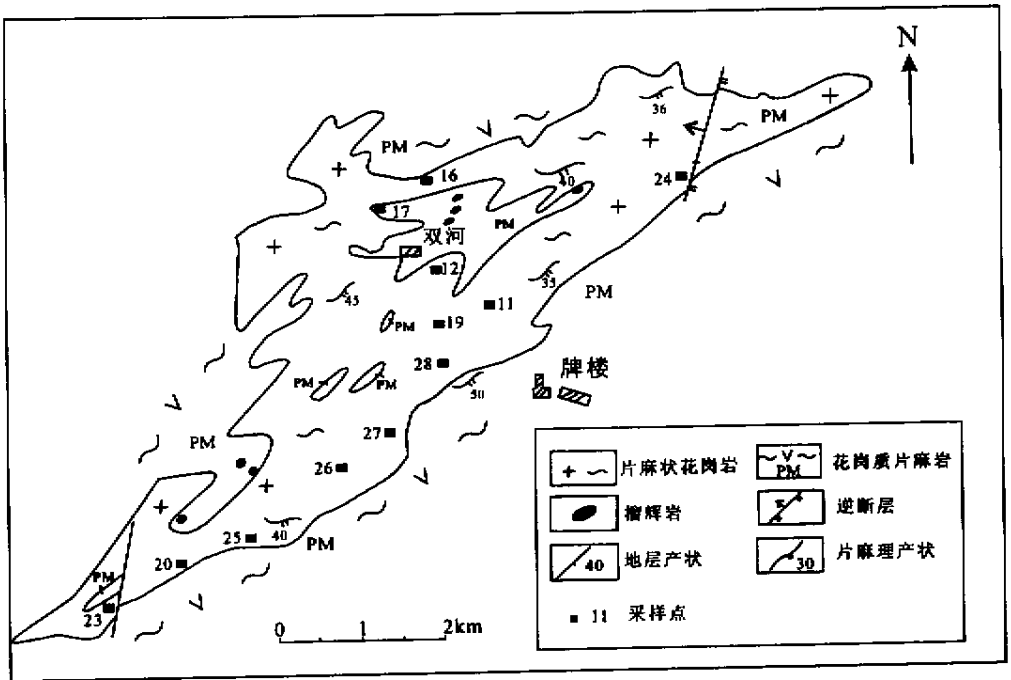 N
36
PM
PM
16
40
24
17
PM
双河
12
35
PM
45
11
PM
19
28
牌楼
PM
PM
50
27
PM
26
25
40
PM
20
PM
23
0 1 2km
+ ~ 片麻状花岗岩
~ V ~
PM
花岗质片麻岩
榴辉岩
逆断层
40 地层产状
30 片麻理产状
11 采样点